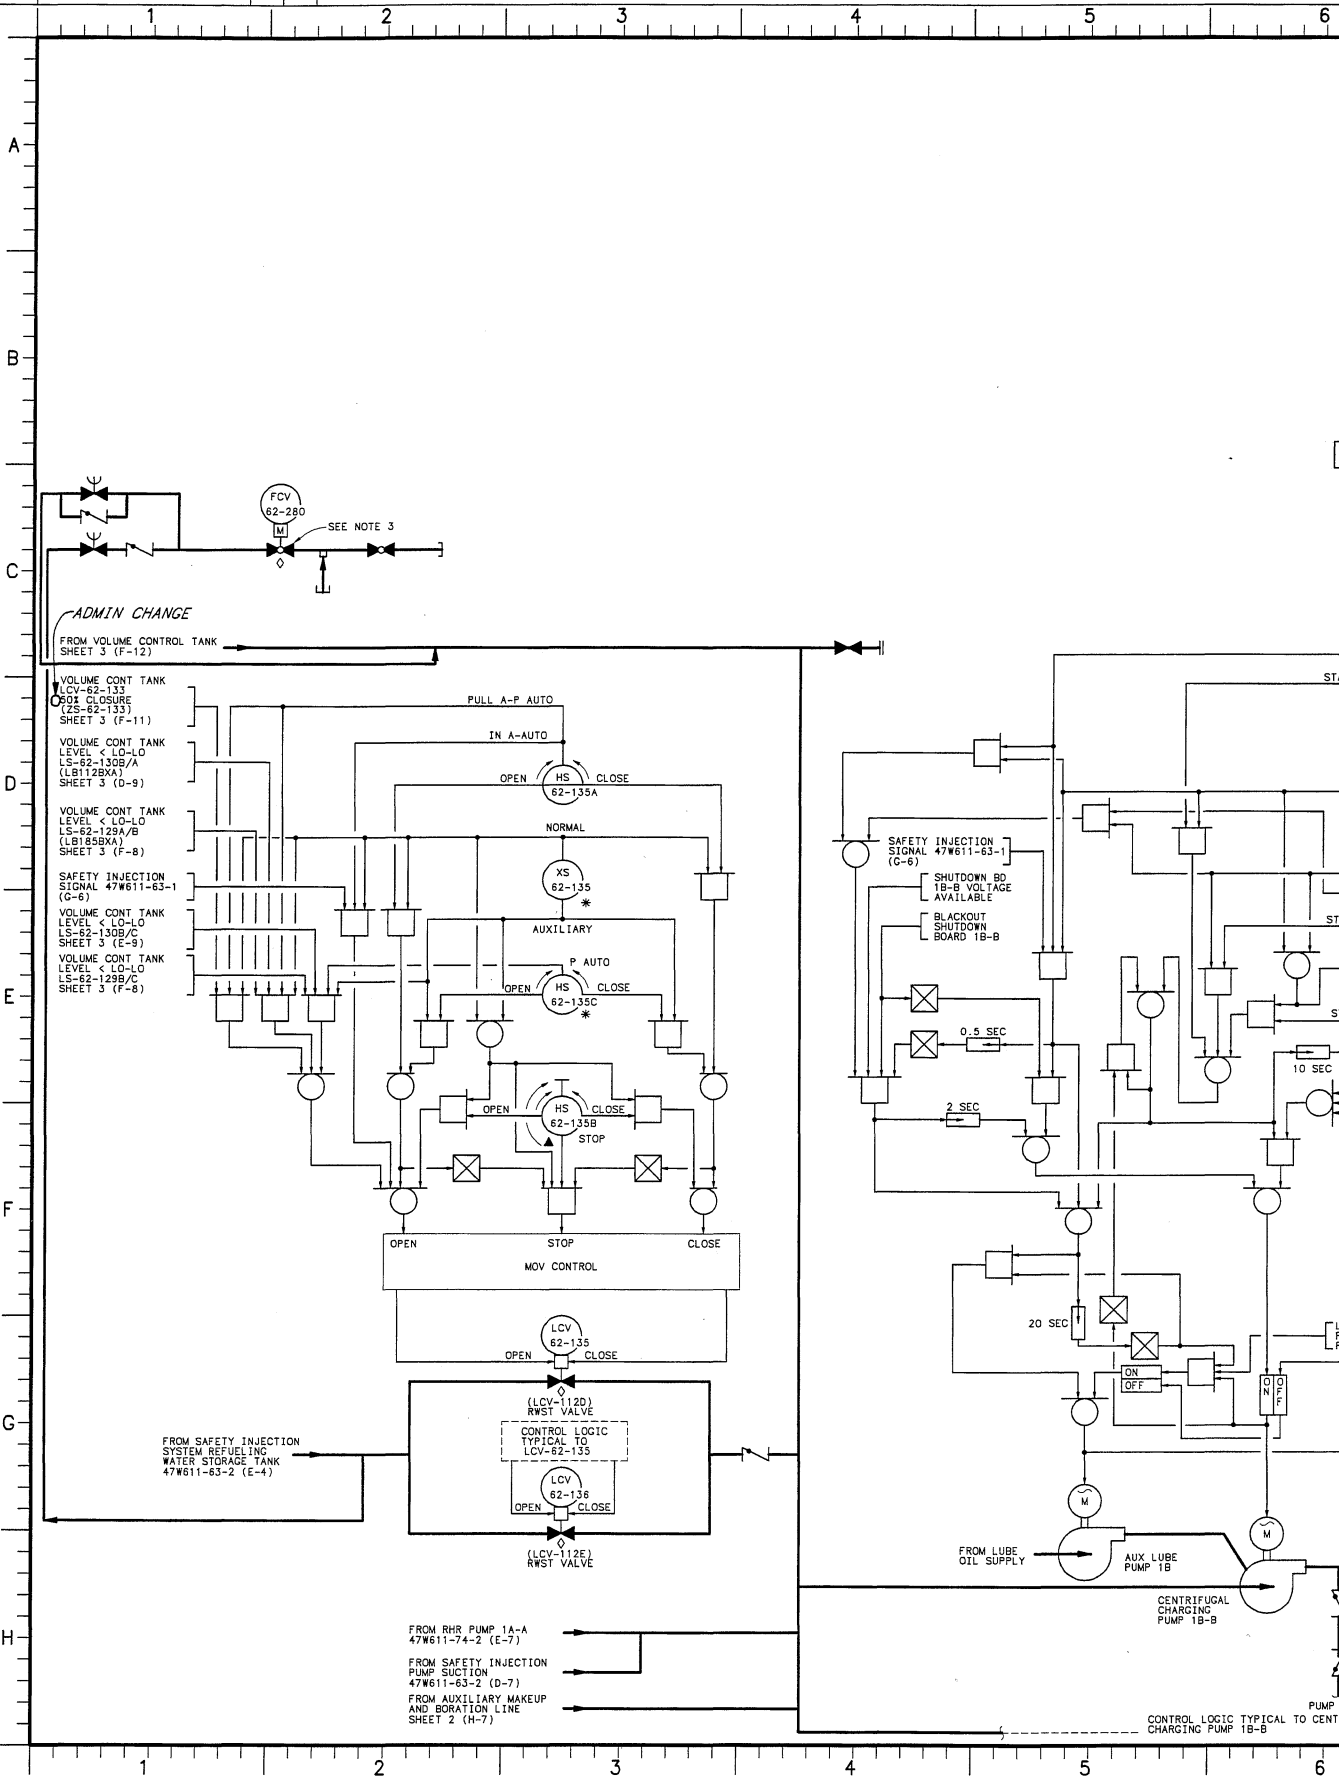 1 2 3 4 5 6
A
B
C
D
E
F
G
H
FCV
62-280
M
SEE NOTE 3
ADMIN CHANGE
FROM VOLUME CONTROL TANK
SHEET 3 (F-12)
VOLUME CONT TANK
LCV-62-133
50% CLOSURE
(ZS-62-133)
SHEET 3 (F-11)
VOLUME CONT TANK
LEVEL < LO-LO
LS-62-130B/A
(LB112BXA)
SHEET 3 (D-9)
VOLUME CONT TANK
LEVEL < LO-LO
LS-62-129A/B
(LB185BXA)
SHEET 3 (F-8)
SAFETY INJECTION
SIGNAL 47W611-63-1
(G-6)
VOLUME CONT TANK
LEVEL < LO-LO
LS-62-130B/C
SHEET 3 (E-9)
VOLUME CONT TANK
LEVEL < LO-LO
LS-62-129B/C
SHEET 3 (F-8)
PULL A-P AUTO
IN A-AUTO
OPEN
HS
62-135A
CLOSE
NORMAL
XS
62-135
*
AUXILIARY
P AUTO
OPEN
HS
62-135C
CLOSE
*
OPEN
HS
62-135B
CLOSE
STOP
OPEN
STOP
CLOSE
MOV CONTROL
LCV
62-135
OPEN
CLOSE
(LCV-112D)
RWST VALVE
CONTROL LOGIC
TYPICAL TO
LCV-62-135
LCV
62-136
OPEN
CLOSE
(LCV-112E)
RWST VALVE
FROM SAFETY INJECTION
SYSTEM REFUELING
WATER STORAGE TANK
47W611-63-2 (E-4)
FROM RHR PUMP 1A-A
47W611-74-2 (E-7)
FROM SAFETY INJECTION
PUMP SUCTION
47W611-63-2 (D-7)
FROM AUXILIARY MAKEUP
AND BORATION LINE
SHEET 2 (H-7)
STA
SAFETY INJECTION
SIGNAL 47W611-63-1
(G-6)
SHUTDOWN BD
1B-B VOLTAGE
AVAILABLE
BLACKOUT
SHUTDOWN
BOARD 1B-B
ST
S
0.5 SEC
10 SEC
2 SEC
20 SEC
ON
OFF
ON
OFF
M
M
FROM LUBE
OIL SUPPLY
AUX LUBE
PUMP 1B
CENTRIFUGAL
CHARGING
PUMP 1B-B
PUMP
CONTROL LOGIC TYPICAL TO CENT
CHARGING PUMP 1B-B
A
B
C
D
E
F
G
H
1 2 3 4 5 6